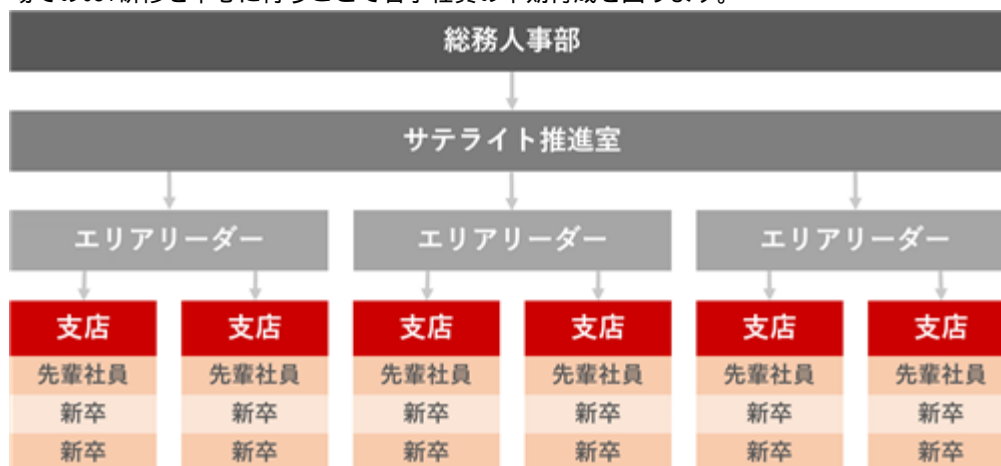 総務人事部
サテライト推進室
エリアリーダー エリアリーダー エリアリーダー
支店 支店 支店 支店 支店 支店
先輩社員 先輩社員 先輩社員 先輩社員 先輩社員 先輩社員
新卒 新卒 新卒 新卒 新卒 新卒
新卒 新卒 新卒 新卒 新卒 新卒